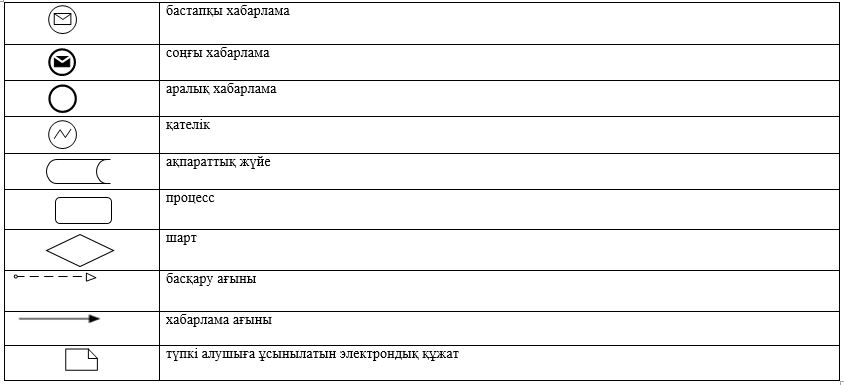 бастапқы хабарлама
соңғы хабарлама
аралық хабарлама
қателік
ақпараттық жүйе
процесс
шарт
басқару ағыны
хабарлама ағыны
түпкі алушыға ұсынылатын электрондық құжат